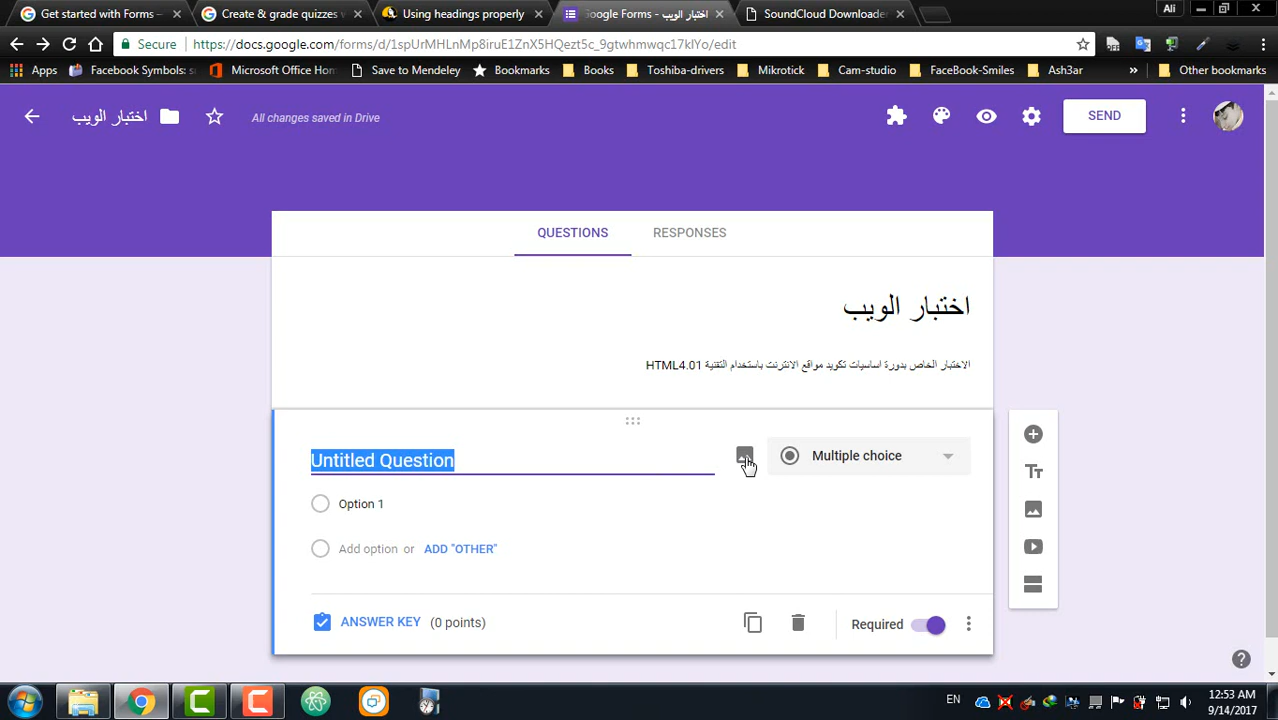 Get started with Forms –
Create & grade quizzes w
Using headings properly
Google Forms - اختبار الويب
SoundCloud Downloader
Ali
Secure
https://docs.google.com/forms/d/1spUrMHLnMp8iruE1ZnX5HQezt5c_9gtwhmwqc17klYo/edit
Apps
Facebook Symbols: s
Microsoft Office Hom
Save to Mendeley
Bookmarks
Books
Toshiba-drivers
Mikrotick
Cam-studio
FaceBook-Smiles
Ash3ar
»
Other bookmarks
اختبار الويب
All changes saved in Drive
SEND
QUESTIONS
RESPONSES
اختبار الويب
الاختبار الخاص بدورة اساسيات تكويد مواقع الانترنت باستخدام التقنية HTML4.01
Untitled Question
Multiple choice
Option 1
Add option or ADD "OTHER"
Tт
ANSWER KEY (0 points)
Required
EN
12:53 AM
9/14/2017